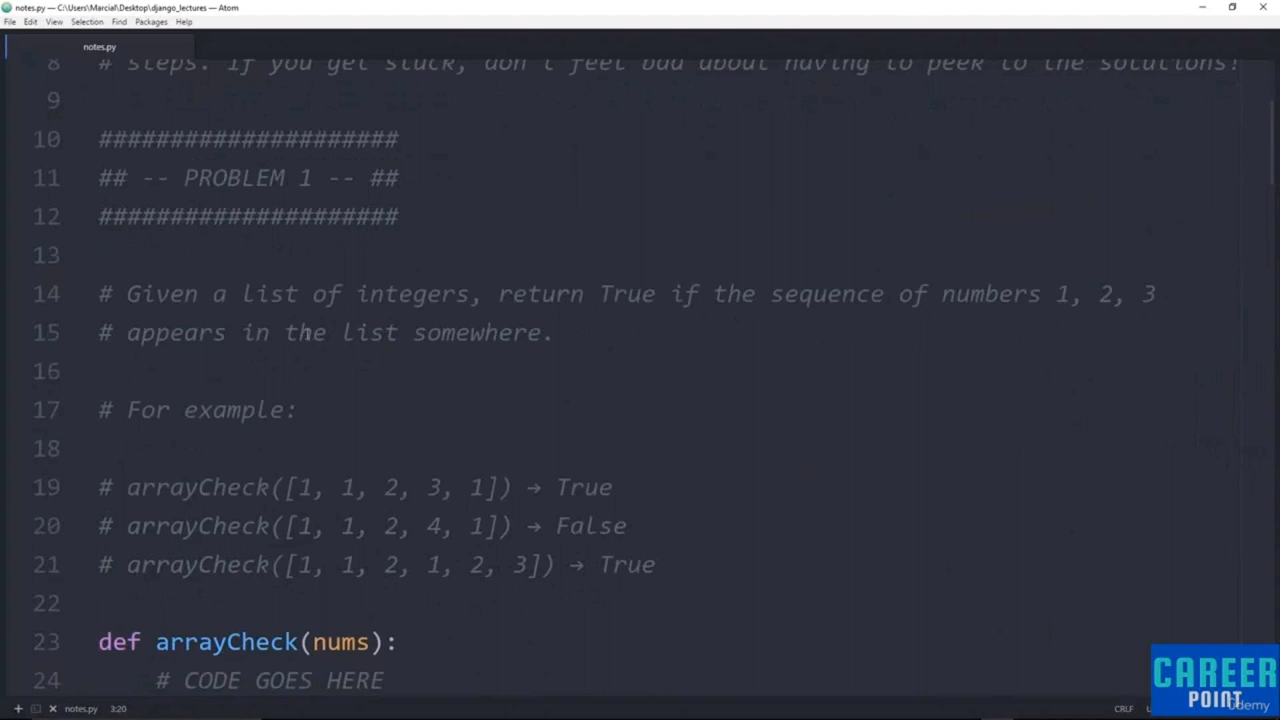 notes.py — C:\Users\Marcial\Desktop\django_lectures — Atom
File Edit View Selection Find Packages Help
notes.py
8 # steps. If you get stuck, don't feel bad about having to peek to the solutions!
9
10 #####################
11 ## -- PROBLEM 1 -- ##
12 #####################
13
14 # Given a list of integers, return True if the sequence of numbers 1, 2, 3
15 # appears in the list somewhere.
16
17 # For example:
18
19 # arrayCheck([1, 1, 2, 3, 1]) → True
20 # arrayCheck([1, 1, 2, 4, 1]) → False
21 # arrayCheck([1, 1, 2, 1, 2, 3]) → True
22
23 def arrayCheck(nums):
24 # CODE GOES HERE
CAREER
POINT
Udemy
+ notes.py 3:20 CRLF